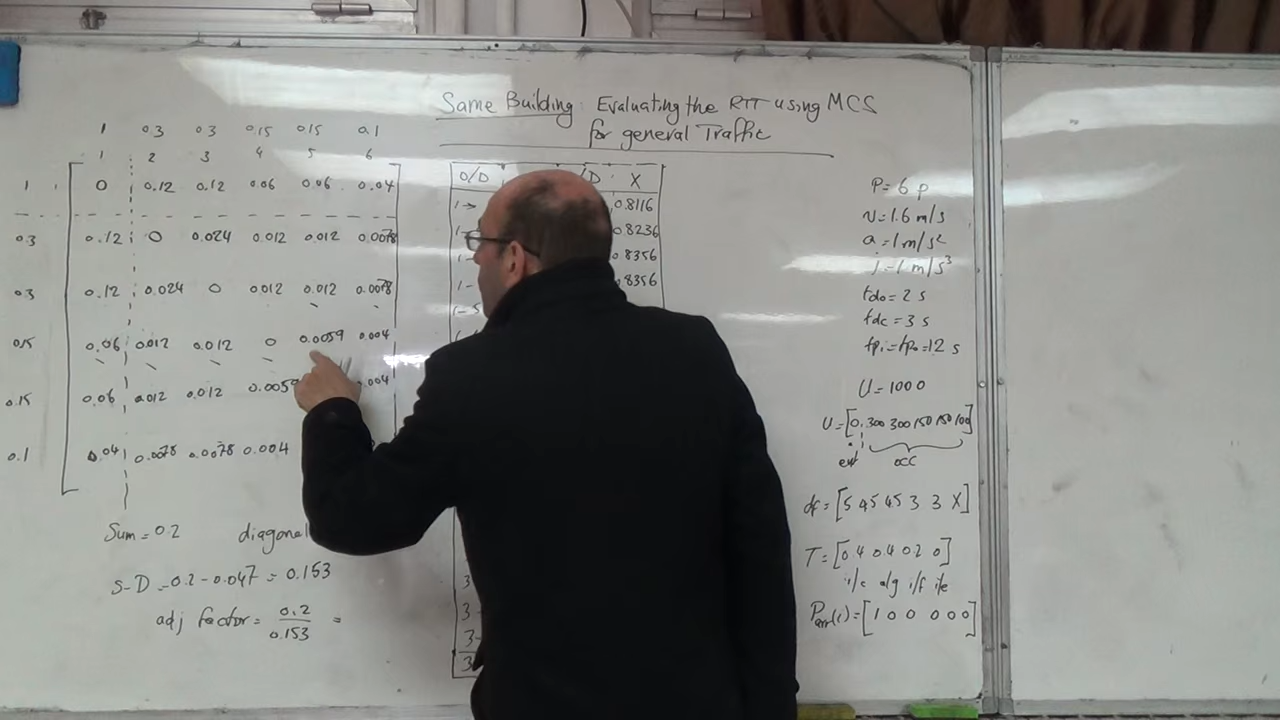 Same Building: Evaluating the RTT using MCS
for general Traffic
1 0.3 0.3 0.15 0.15 0.1
1 2 3 4 5 6
1 0 0.12 0.12 0.06 0.06 0.04
0.3 0.12 0 0.024 0.012 0.012 0.0078
0.3 0.12 0.024 0 0.012 0.012 0.0078
0.15 0.06 0.012 0.012 0 0.0059 0.004
0.15 0.06 0.012 0.012 0.0059 0.004
0.1 0.04 0.0078 0.0078 0.004
Sum = 0.2 diagonal
S-D = 0.2 - 0.047 = 0.153
adj factor = 0.2 =
0.153
O/D /D X
1→ 0.8116
1- 0.8236
1- 0.8356
1- 0.8356
1-5
3
3-
3-
3
P = 6 p
v = 1.6 m/s
a = 1 m/s²
j = 1 m/s³
tdo = 2 s
tdc = 3 s
tpi = tpo = 1.2 s
U = 1000
U = [0 300 300 150 150 100]
ent occ
df = [5 4.5 4.5 3 3 X]
T = [0.4 0.4 0.2 0]
i/c o/g i/f i/e
Parr(i) = [1 0 0 0 0 0]